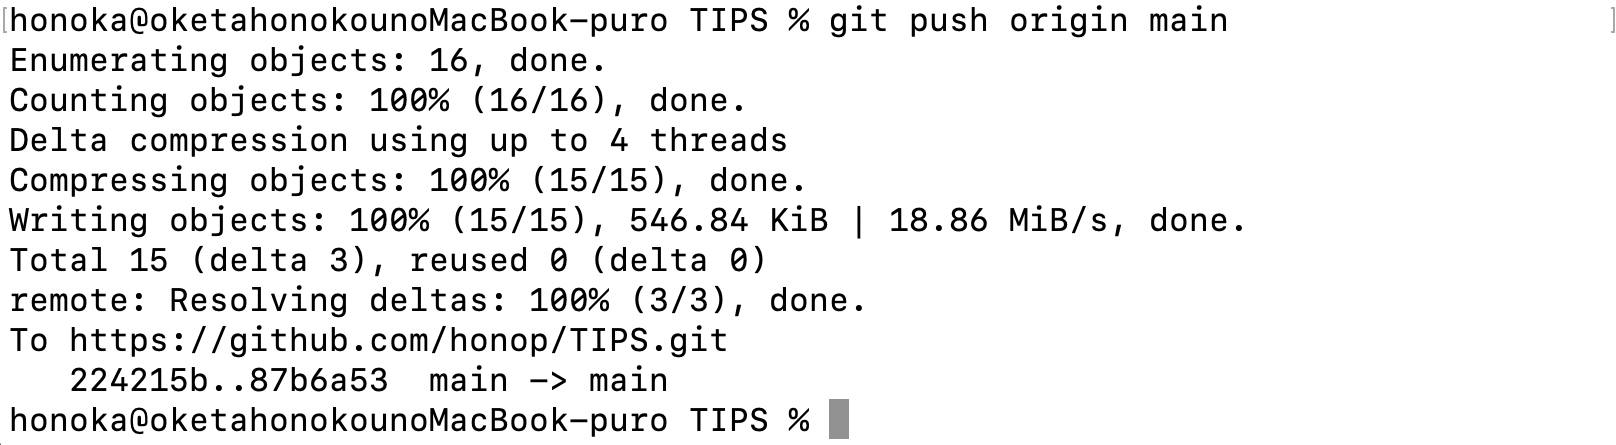 [honoka@oketahonokounoMacBook-puro TIPS % git push origin main ]
Enumerating objects: 16, done.
Counting objects: 100% (16/16), done.
Delta compression using up to 4 threads
Compressing objects: 100% (15/15), done.
Writing objects: 100% (15/15), 546.84 KiB | 18.86 MiB/s, done.
Total 15 (delta 3), reused 0 (delta 0)
remote: Resolving deltas: 100% (3/3), done.
To https://github.com/honop/TIPS.git
   224215b..87b6a53  main -> main
honoka@oketahonokounoMacBook-puro TIPS %